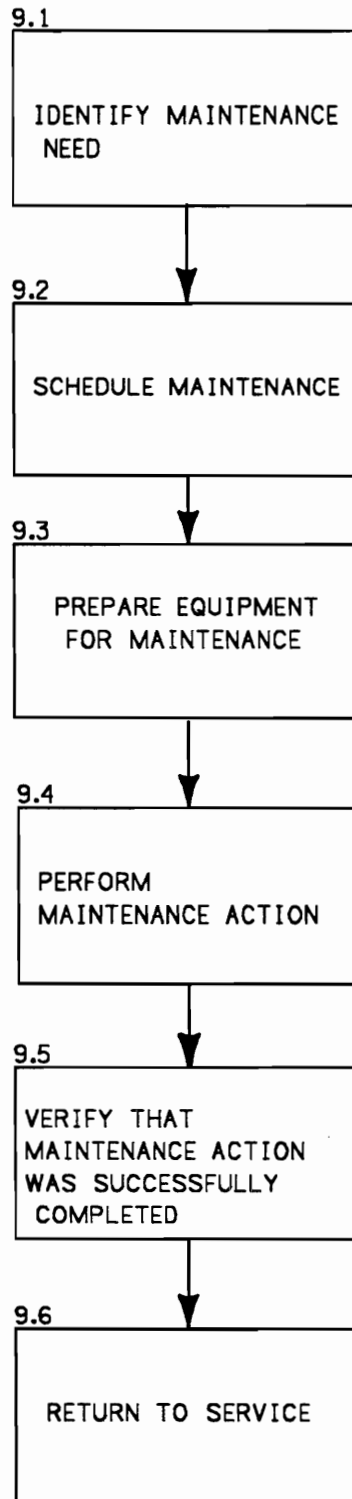 9.1
IDENTIFY MAINTENANCE
NEED
9.2
SCHEDULE MAINTENANCE
9.3
PREPARE EQUIPMENT
FOR MAINTENANCE
9.4
PERFORM
MAINTENANCE ACTION
9.5
VERIFY THAT
MAINTENANCE ACTION
WAS SUCCESSFULLY
COMPLETED
9.6
RETURN TO SERVICE